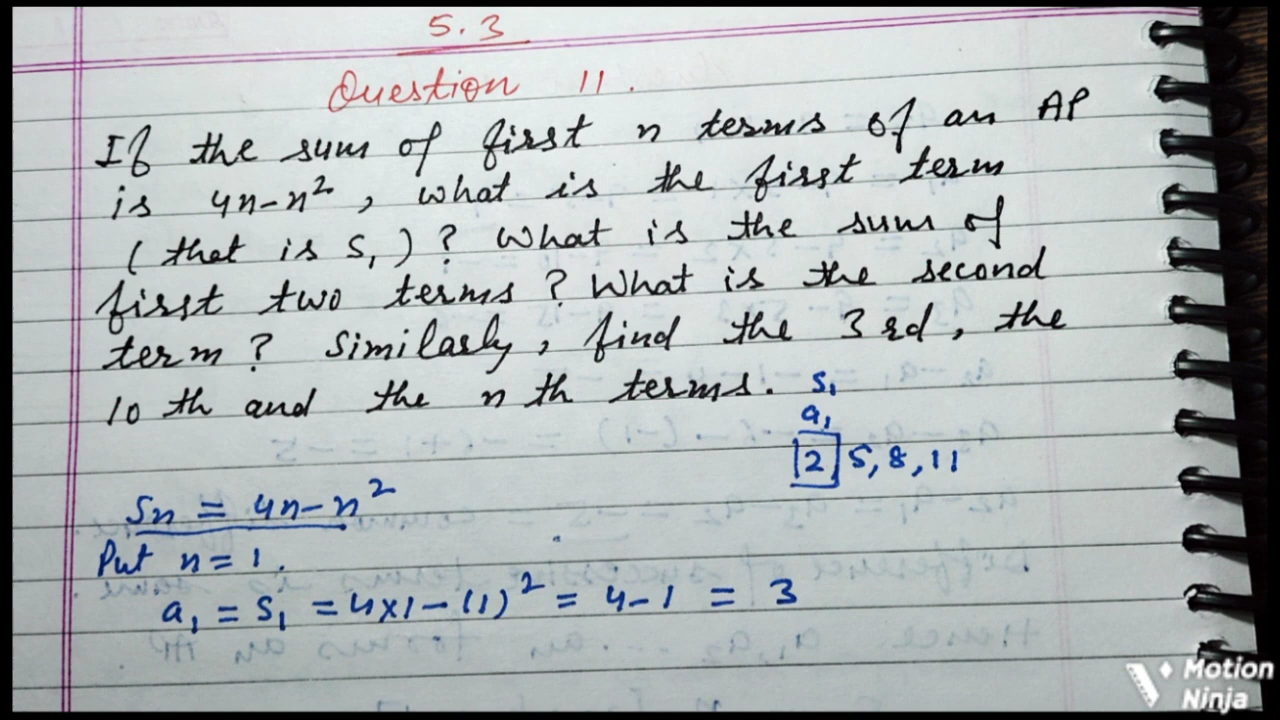 5.3
Question 11.
If the sum of first n terms of an AP
is 4n-n², what is the first term
(that is S₁)? What is the sum of
first two terms? What is the second
term? Similarly, find the 3rd, the
10th and the nth terms.
S₁
a₁
2 5, 8, 11
Sn = 4n-n²
Put n=1.
a₁ = S₁ = 4x1-(1)² = 4-1 = 3
Motion
Ninja